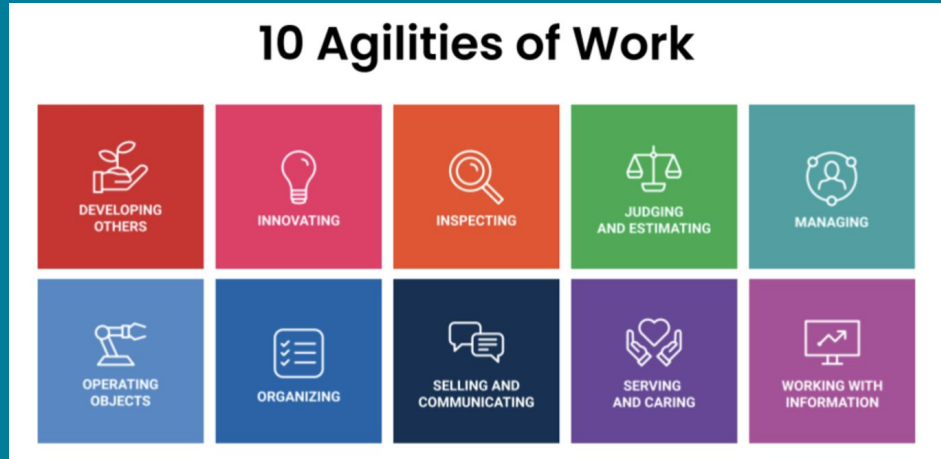 10 Agilities of Work
DEVELOPING
OTHERS
INNOVATING
INSPECTING
JUDGING
AND ESTIMATING
MANAGING
OPERATING
OBJECTS
ORGANIZING
SELLING AND
COMMUNICATING
SERVING
AND CARING
WORKING WITH
INFORMATION